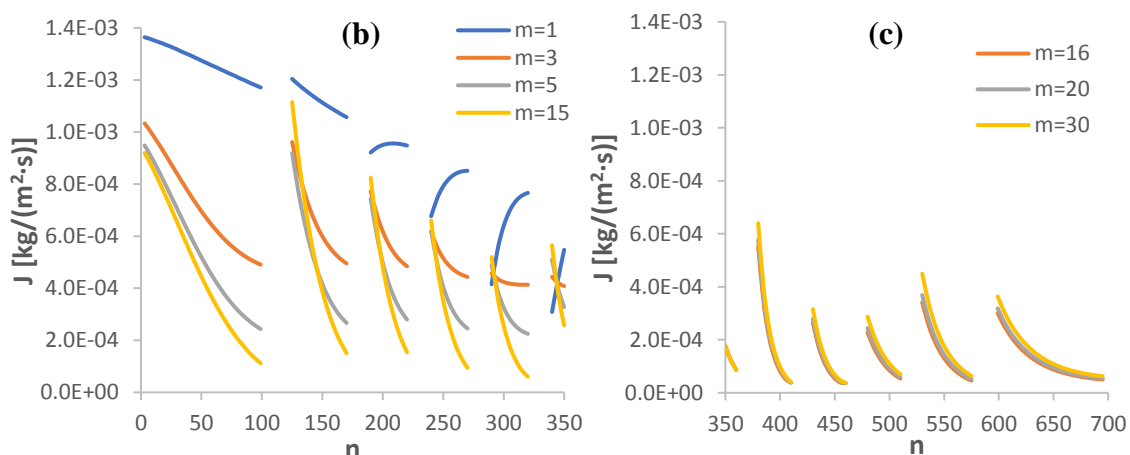 (b)
1.4E-03
1.2E-03
1.0E-03
8.0E-04
6.0E-04
4.0E-04
2.0E-04
0.0E+00
J [kg/(m²·s)]
m=1
m=3
m=5
m=15
0 50 100 150 200 250 300 350
n
(c)
1.4E-03
1.2E-03
1.0E-03
8.0E-04
6.0E-04
4.0E-04
2.0E-04
0.0E+00
J [kg/(m²·s)]
m=16
m=20
m=30
350 400 450 500 550 600 650 700
n